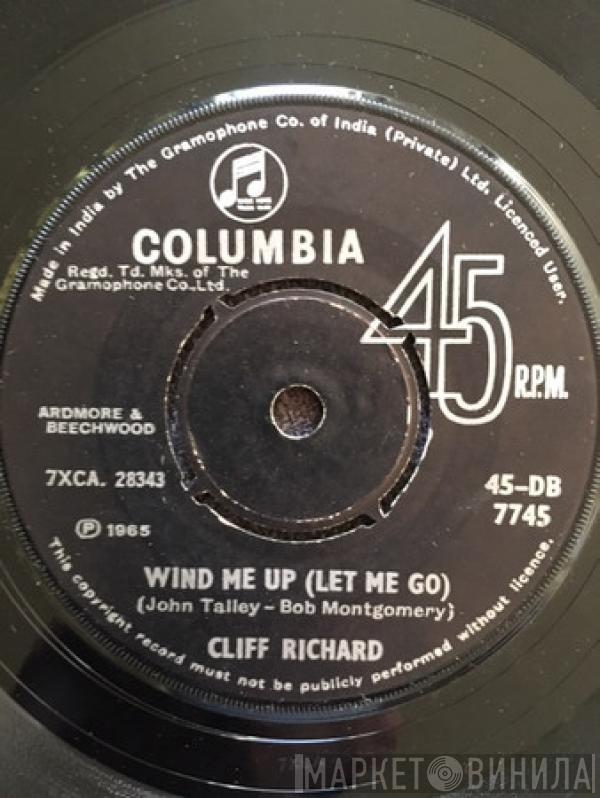 Made in India by The Gramophone Co. of India (Private) Ltd. Licenced User.
COLUMBIA
Regd. Td. Mks. of The
Gramophone Co., Ltd.
45
R.P.M.
ARDMORE &
BEECHWOOD
7XCA. 28343
45-DB
7745
Ⓟ 1965
WIND ME UP (LET ME GO)
(John Talley - Bob Montgomery)
CLIFF RICHARD
This copyright record must not be publicly performed without licence.
МАРКЕТ ВИНИЛА